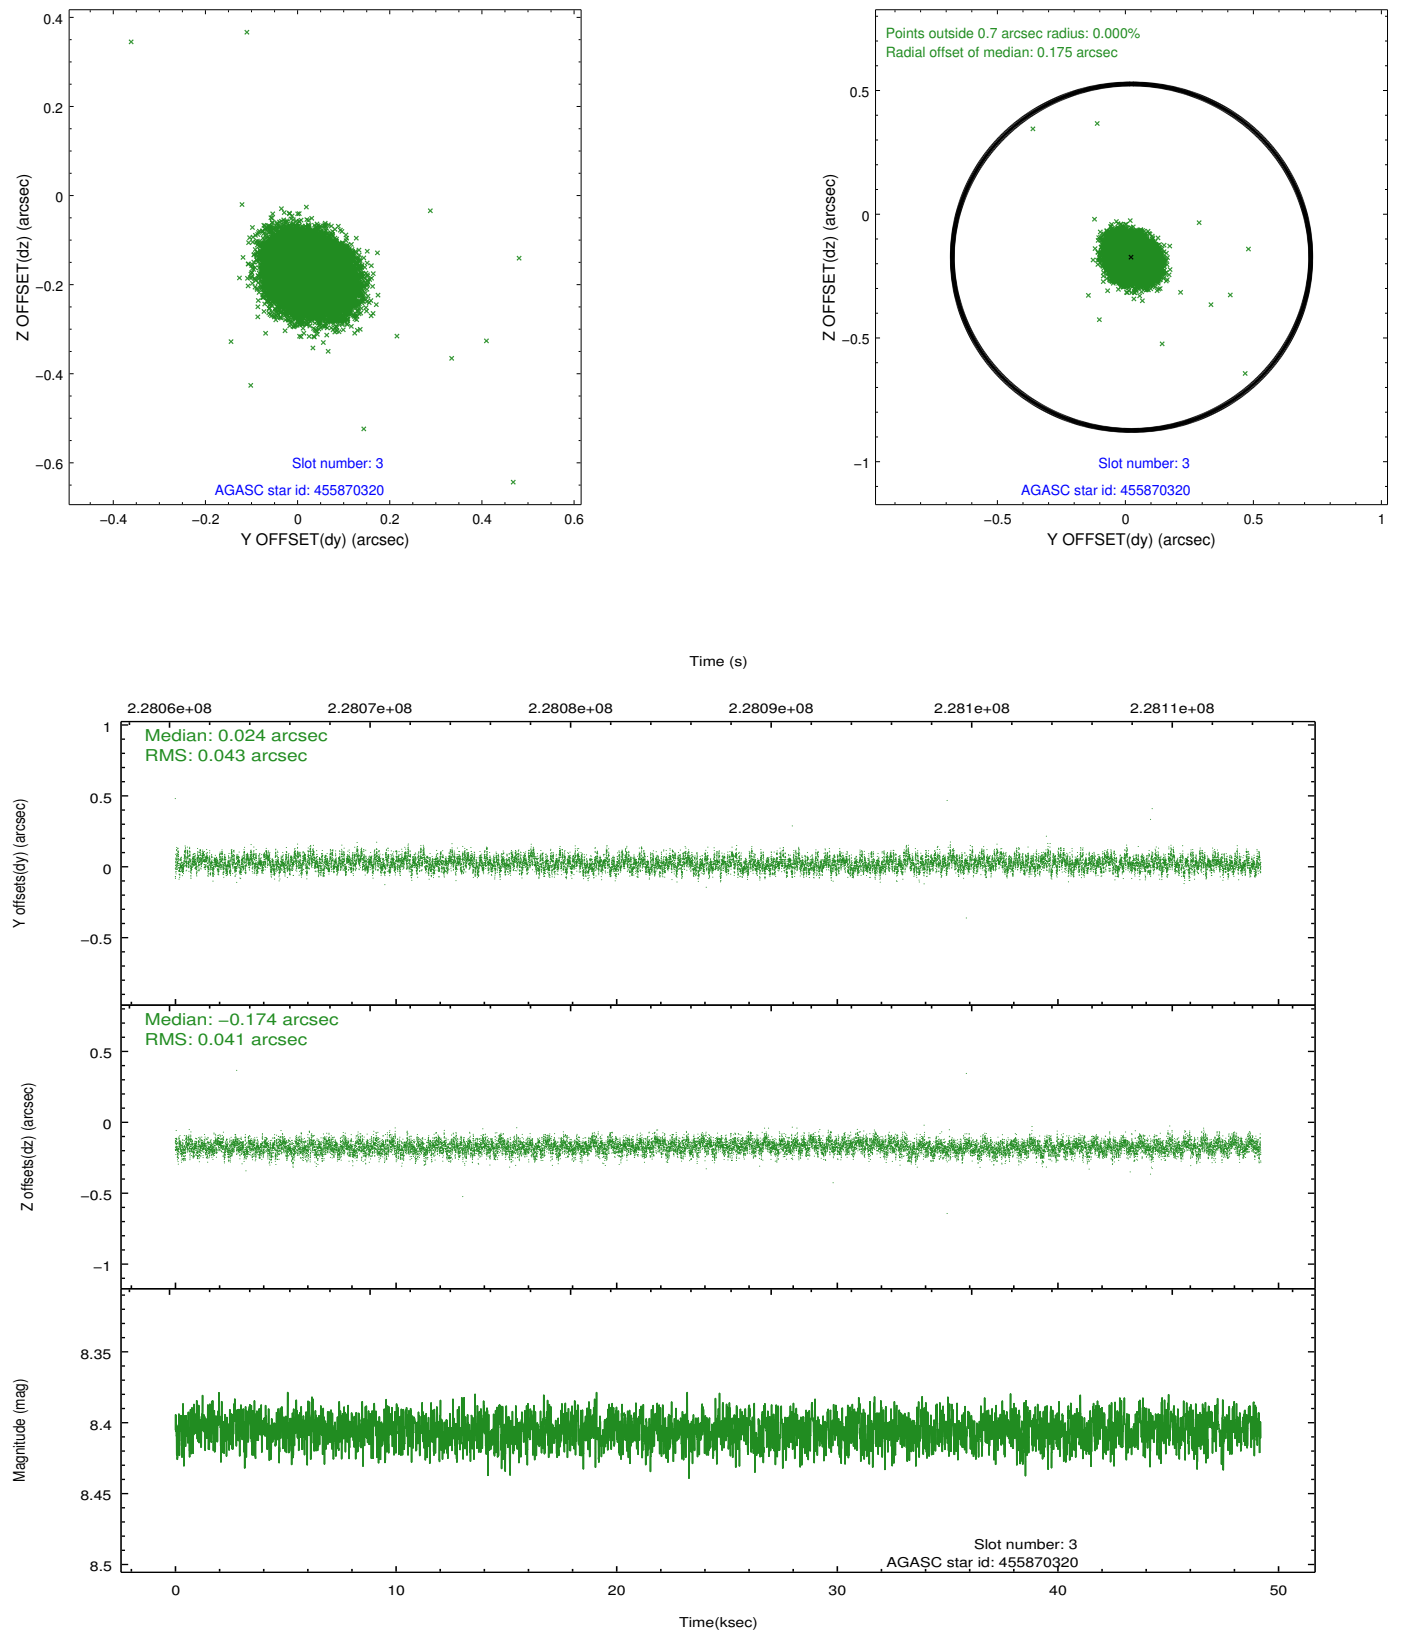 0.4
0.2
0
−0.2
−0.4
−0.6
Z OFFSET(dz) (arcsec)
Slot number: 3
AGASC star id: 455870320
−0.4
−0.2
0
0.2
0.4
0.6
Y OFFSET(dy) (arcsec)
Points outside 0.7 arcsec radius: 0.000%
Radial offset of median: 0.175 arcsec
0.5
0
−0.5
−1
Z OFFSET(dz) (arcsec)
Slot number: 3
AGASC star id: 455870320
−0.5
0
0.5
1
Y OFFSET(dy) (arcsec)
Time (s)
2.2806e+08
2.2807e+08
2.2808e+08
2.2809e+08
2.281e+08
2.2811e+08
Median: 0.024 arcsec
RMS: 0.043 arcsec
1
0.5
0
−0.5
Y offsets(dy) (arcsec)
Median: −0.174 arcsec
RMS: 0.041 arcsec
0.5
0
−0.5
−1
Z offsets(dz) (arcsec)
8.35
8.4
8.45
8.5
Magnitude (mag)
Slot number: 3
AGASC star id: 455870320
0
10
20
30
40
50
Time(ksec)